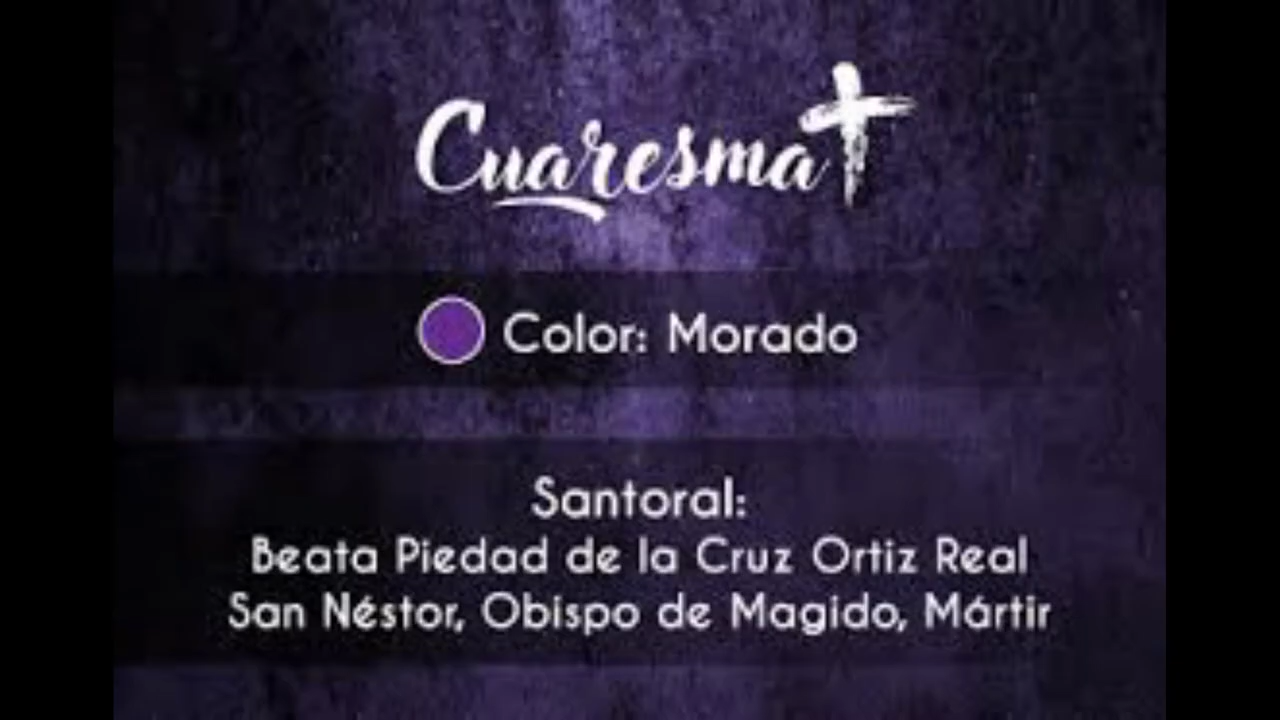 Cuaresma
Color: Morado
Santoral:
Beata Piedad de la Cruz Ortiz Real
San Néstor, Obispo de Magido, Mártir